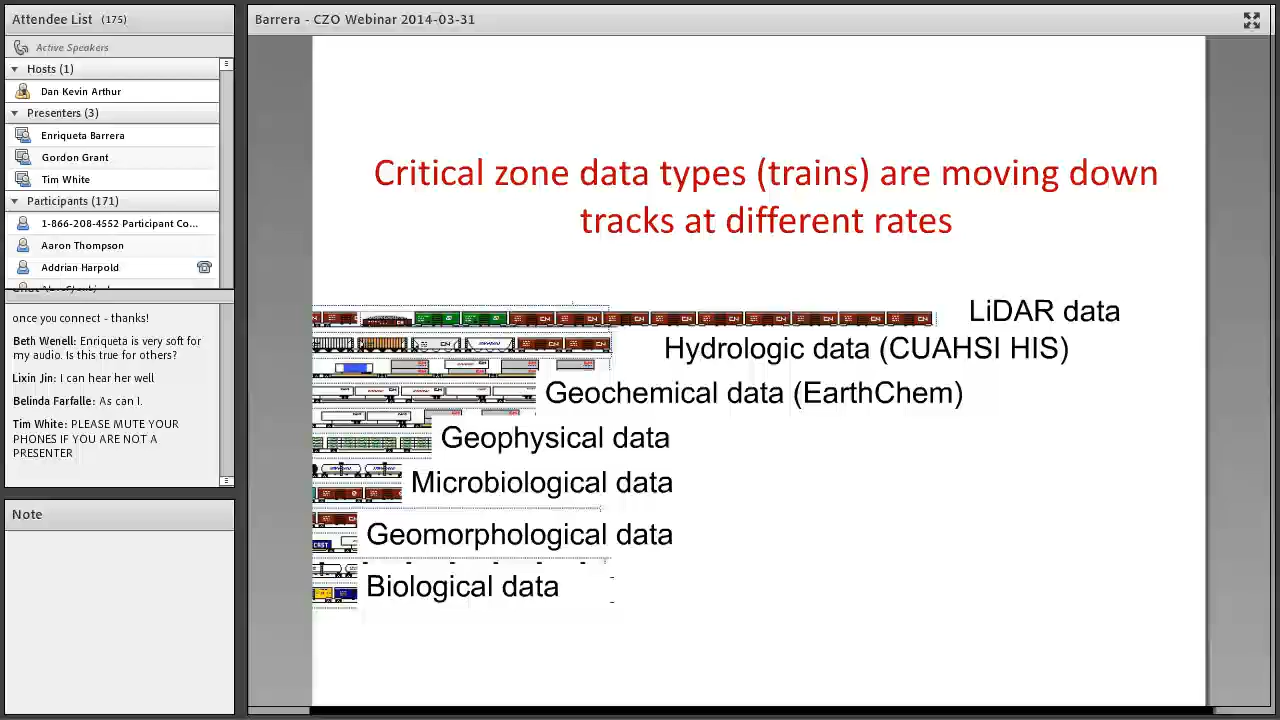 Attendee List (175)
Active Speakers
Hosts (1)
Dan Kevin Arthur
Presenters (3)
Enriqueta Barrera
Gordon Grant
Tim White
Participants (171)
1-866-208-4552 Participant Co...
Aaron Thompson
Addrian Harpold
once you connect - thanks!
Beth Wenell: Enriqueta is very soft for
my audio. Is this true for others?
Lixin Jin: I can hear her well
Belinda Farfalle: As can I.
Tim White: PLEASE MUTE YOUR
PHONES IF YOU ARE NOT A
PRESENTER
Note
Barrera - CZO Webinar 2014-03-31
Critical zone data types (trains) are moving down
tracks at different rates
LiDAR data
Hydrologic data (CUAHSI HIS)
Geochemical data (EarthChem)
Geophysical data
Microbiological data
Geomorphological data
Biological data